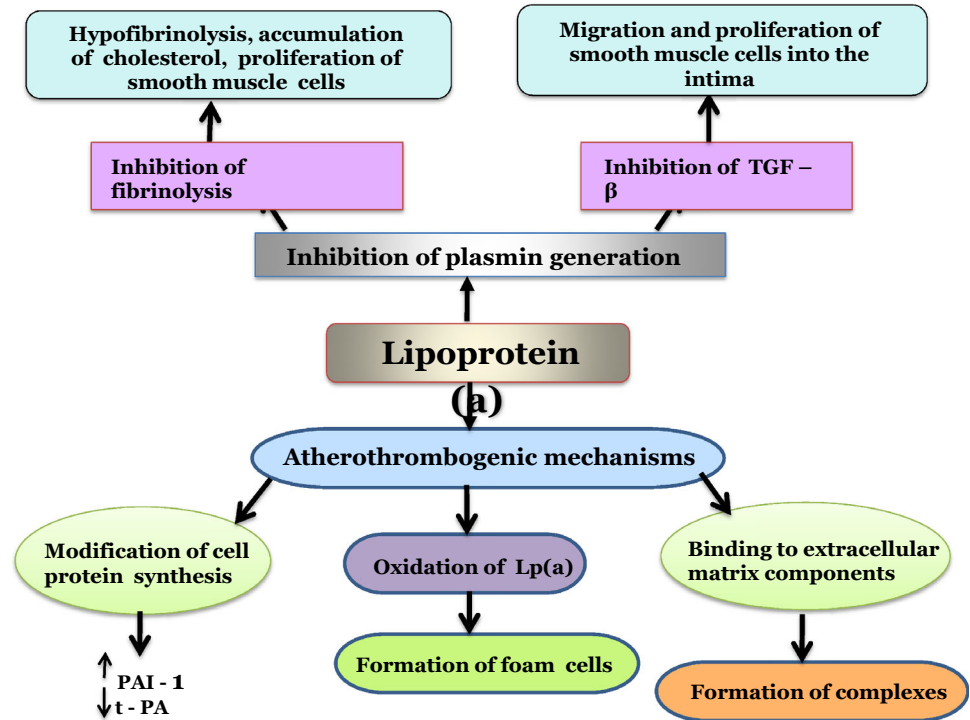 Hypofibrinolysis, accumulation
of cholesterol, proliferation of
smooth muscle cells
Migration and proliferation of
smooth muscle cells into the
intima
Inhibition of
fibrinolysis
Inhibition of TGF –
β
Inhibition of plasmin generation
Lipoprotein
(a)
Atherothrombogenic mechanisms
Modification of cell
protein synthesis
Oxidation of Lp(a)
Binding to extracellular
matrix components
↑ PAI - 1
↓ t - PA
Formation of foam cells
Formation of complexes